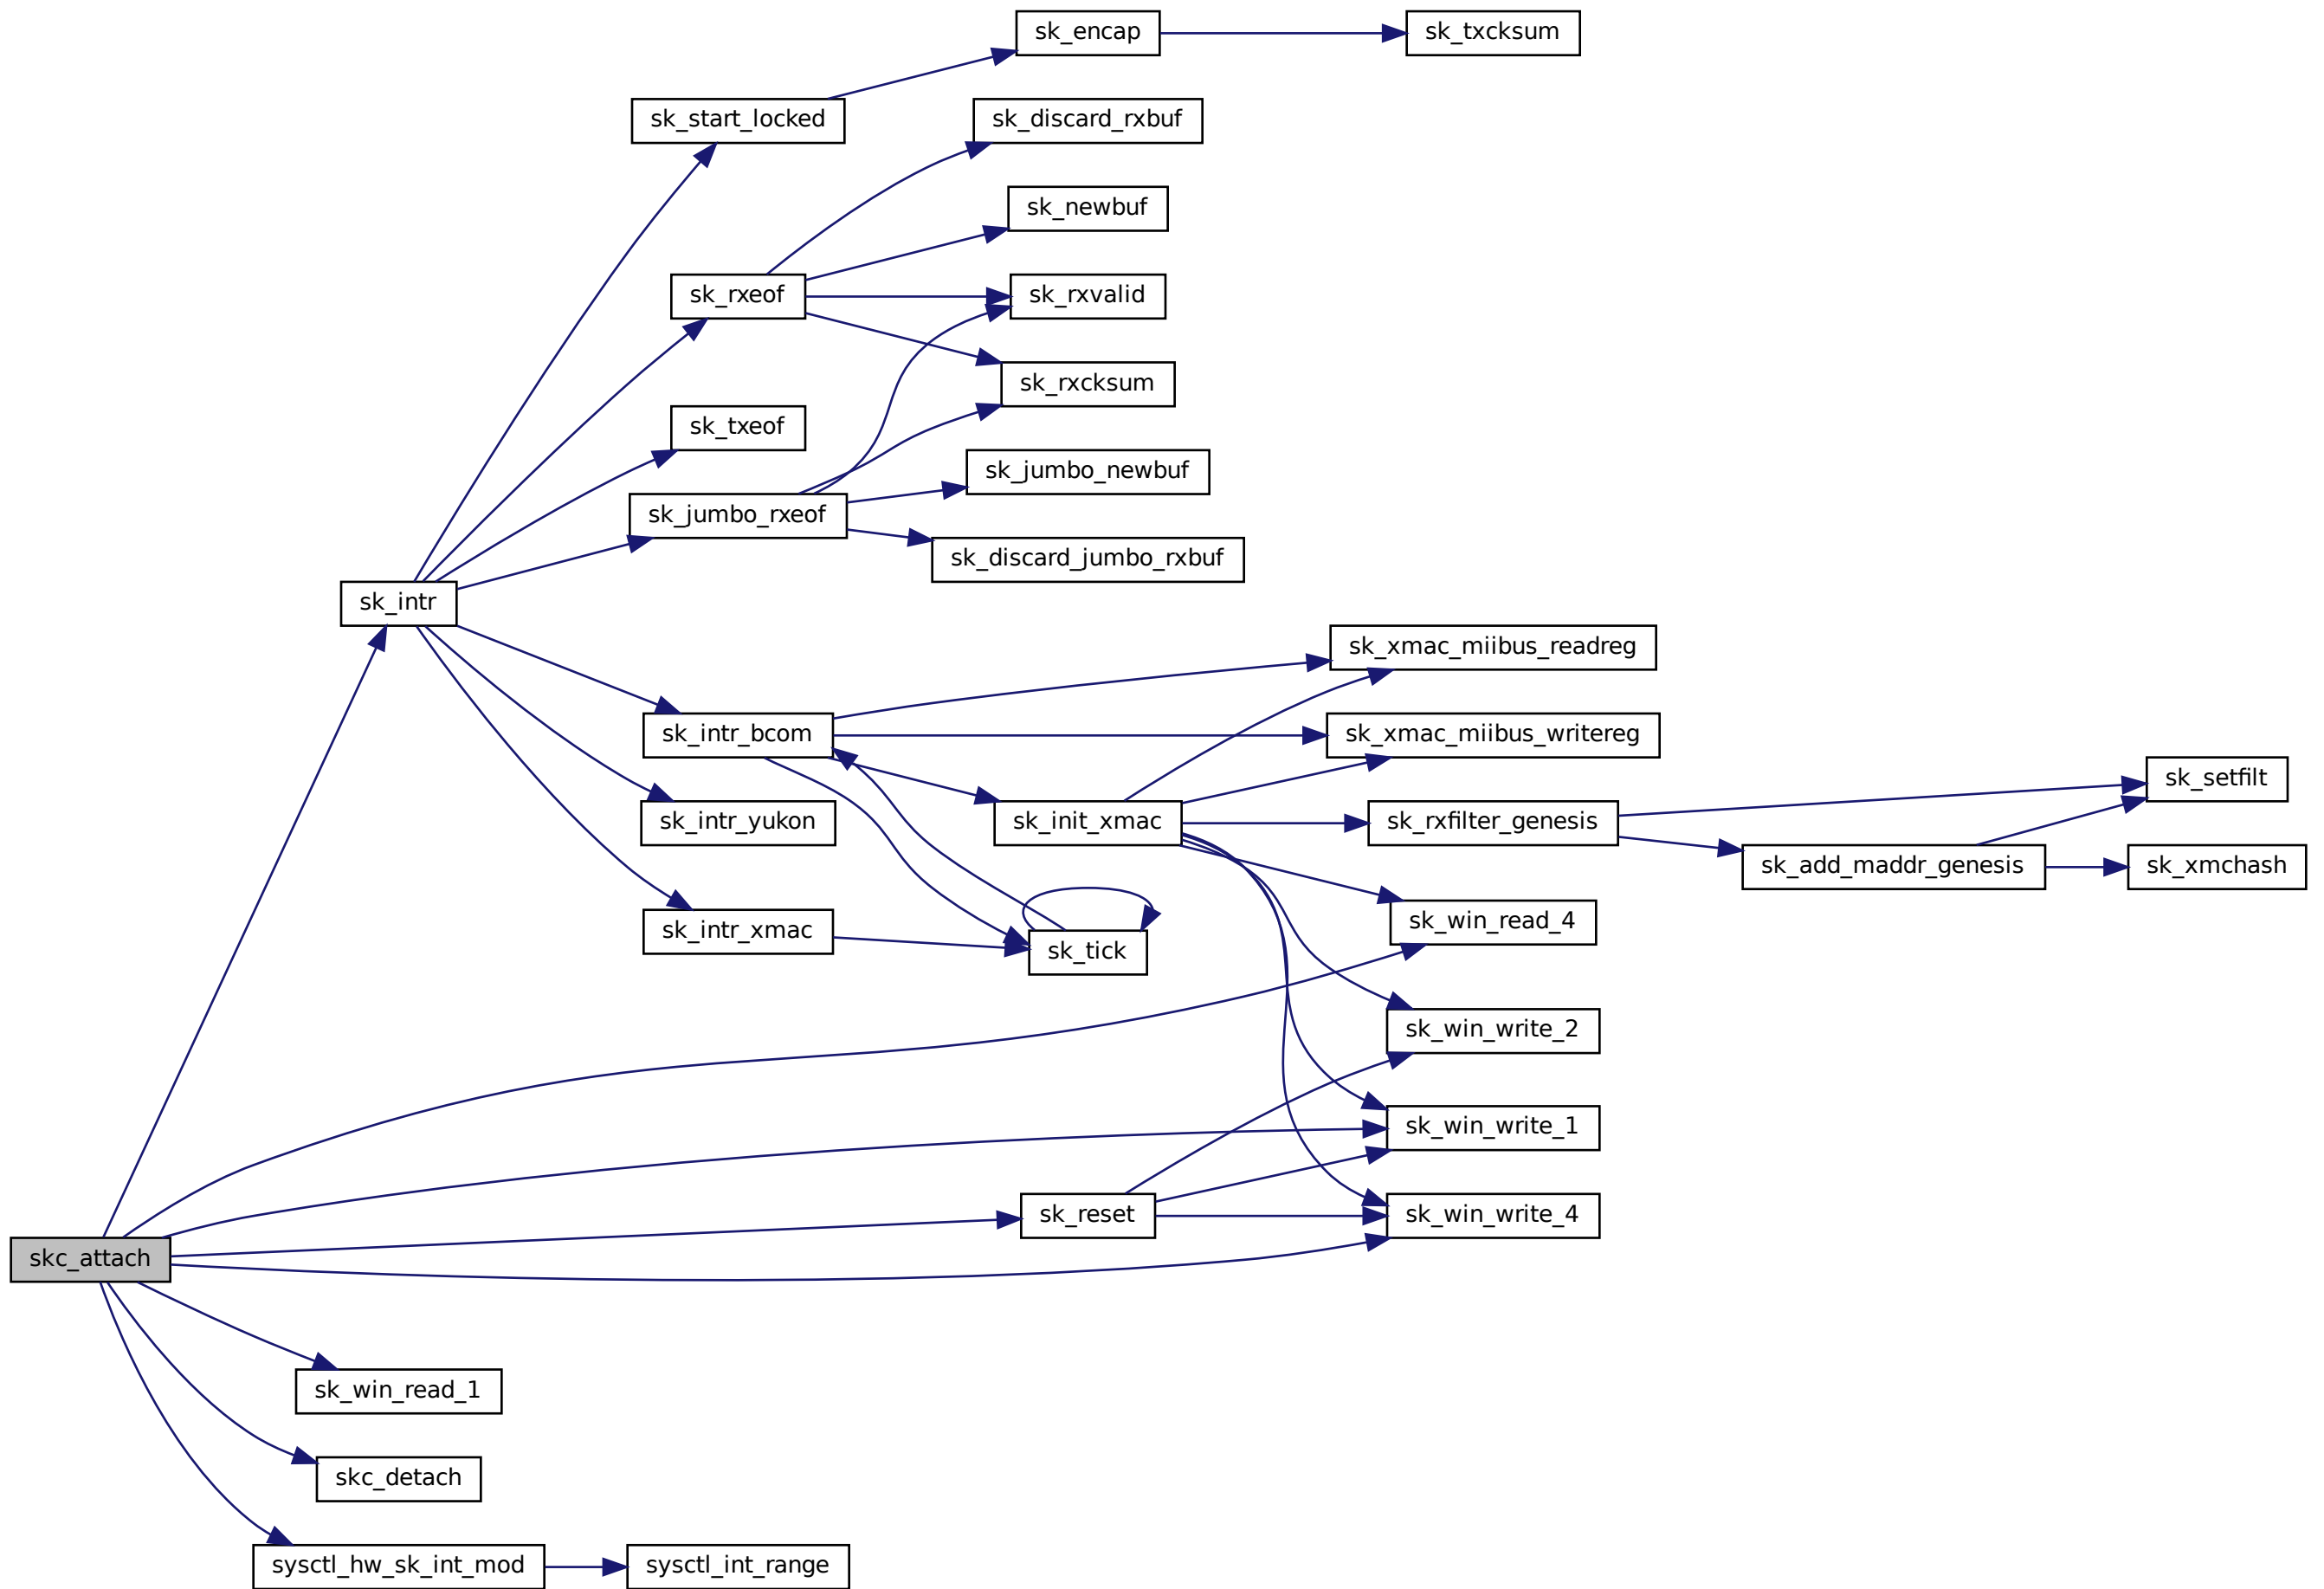 sk_encap
sk_txcksum
sk_start_locked
sk_discard_rxbuf
sk_newbuf
sk_rxeof
sk_rxvalid
sk_rxcksum
sk_txeof
sk_jumbo_newbuf
sk_jumbo_rxeof
sk_discard_jumbo_rxbuf
sk_intr
sk_xmac_miibus_readreg
sk_intr_bcom
sk_xmac_miibus_writereg
sk_setfilt
sk_intr_yukon
sk_init_xmac
sk_rxfilter_genesis
sk_add_maddr_genesis
sk_xmchash
sk_win_read_4
sk_intr_xmac
sk_tick
sk_win_write_2
sk_win_write_1
sk_reset
sk_win_write_4
skc_attach
sk_win_read_1
skc_detach
sysctl_hw_sk_int_mod
sysctl_int_range